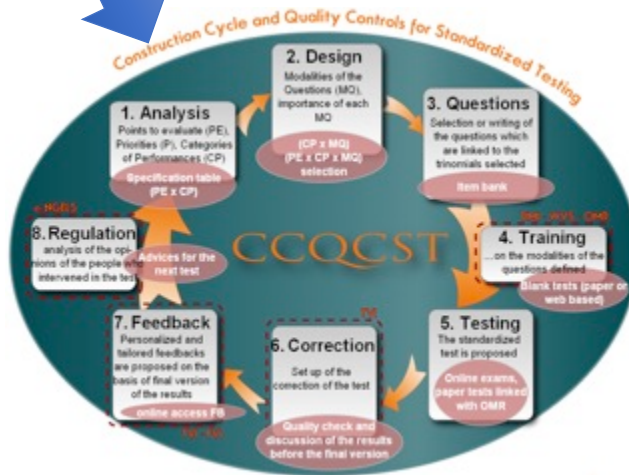 Construction Cycle and Quality Controls for Standardized Testing
1. Analysis
Points to evaluate (PE),
Priorities (P), Categories
of Performances (CP)
Specification table
(PE x CP)
2. Design
Modalities of the
Questions (MQ),
importance of each
MQ
(CP x MQ)
(PE x CP x MQ)
selection
3. Questions
Selection or writing of
the questions which
are linked to the
trinomials selected
Item bank
4. Training
...on the modalities of the
questions defined
Blank tests (paper or
web based)
5. Testing
The standardized
test is proposed
Online exams,
paper tests linked
with OMR
6. Correction
Set up of the
correction of the test
Quality check and
discussion of the results
before the final version
7. Feedback
Personalized and
tailored feedbacks
are proposed on the
basis of final version
of the results
online access FB
8. Regulation
analysis of the opi-
nions of the people who
intervened in the test
Advices for the
next test
CCQCST